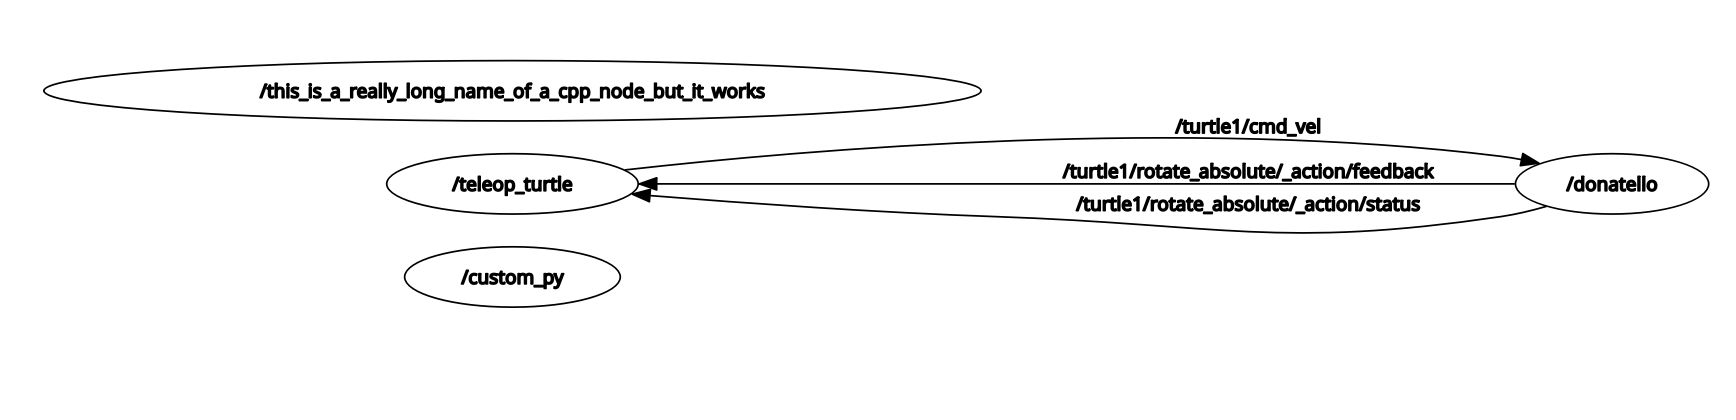 /this_is_a_really_long_name_of_a_cpp_node_but_it_works
/turtle1/cmd_vel
/turtle1/rotate_absolute/_action/feedback
/teleop_turtle
/donatello
/turtle1/rotate_absolute/_action/status
/custom_py